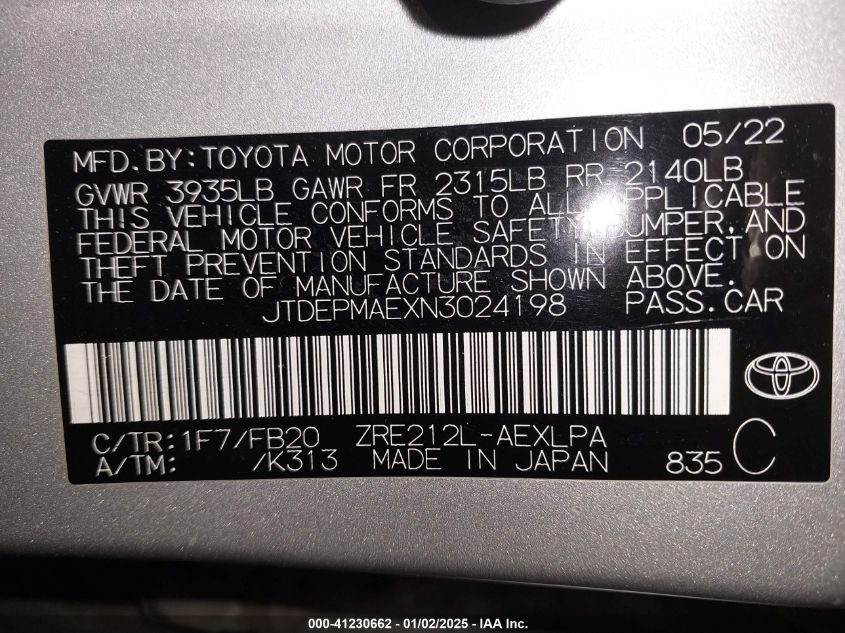 MFD. BY: TOYOTA MOTOR CORPORATION 05/22
GVWR 3935LB GAWR FR 2315LB RR 2140LB
THIS VEHICLE CONFORMS TO ALL APPLICABLE
FEDERAL MOTOR VEHICLE SAFETY, BUMPER, AND
THEFT PREVENTION STANDARDS IN EFFECT ON
THE DATE OF MANUFACTURE SHOWN ABOVE.
JTDEPMAEXN3024198 PASS. CAR
C/TR: 1F7/FB20 ZRE212L-AEXLPA
A/TM: /K313 MADE IN JAPAN 835 C
000-41230662 - 01/02/2025 - IAA Inc.